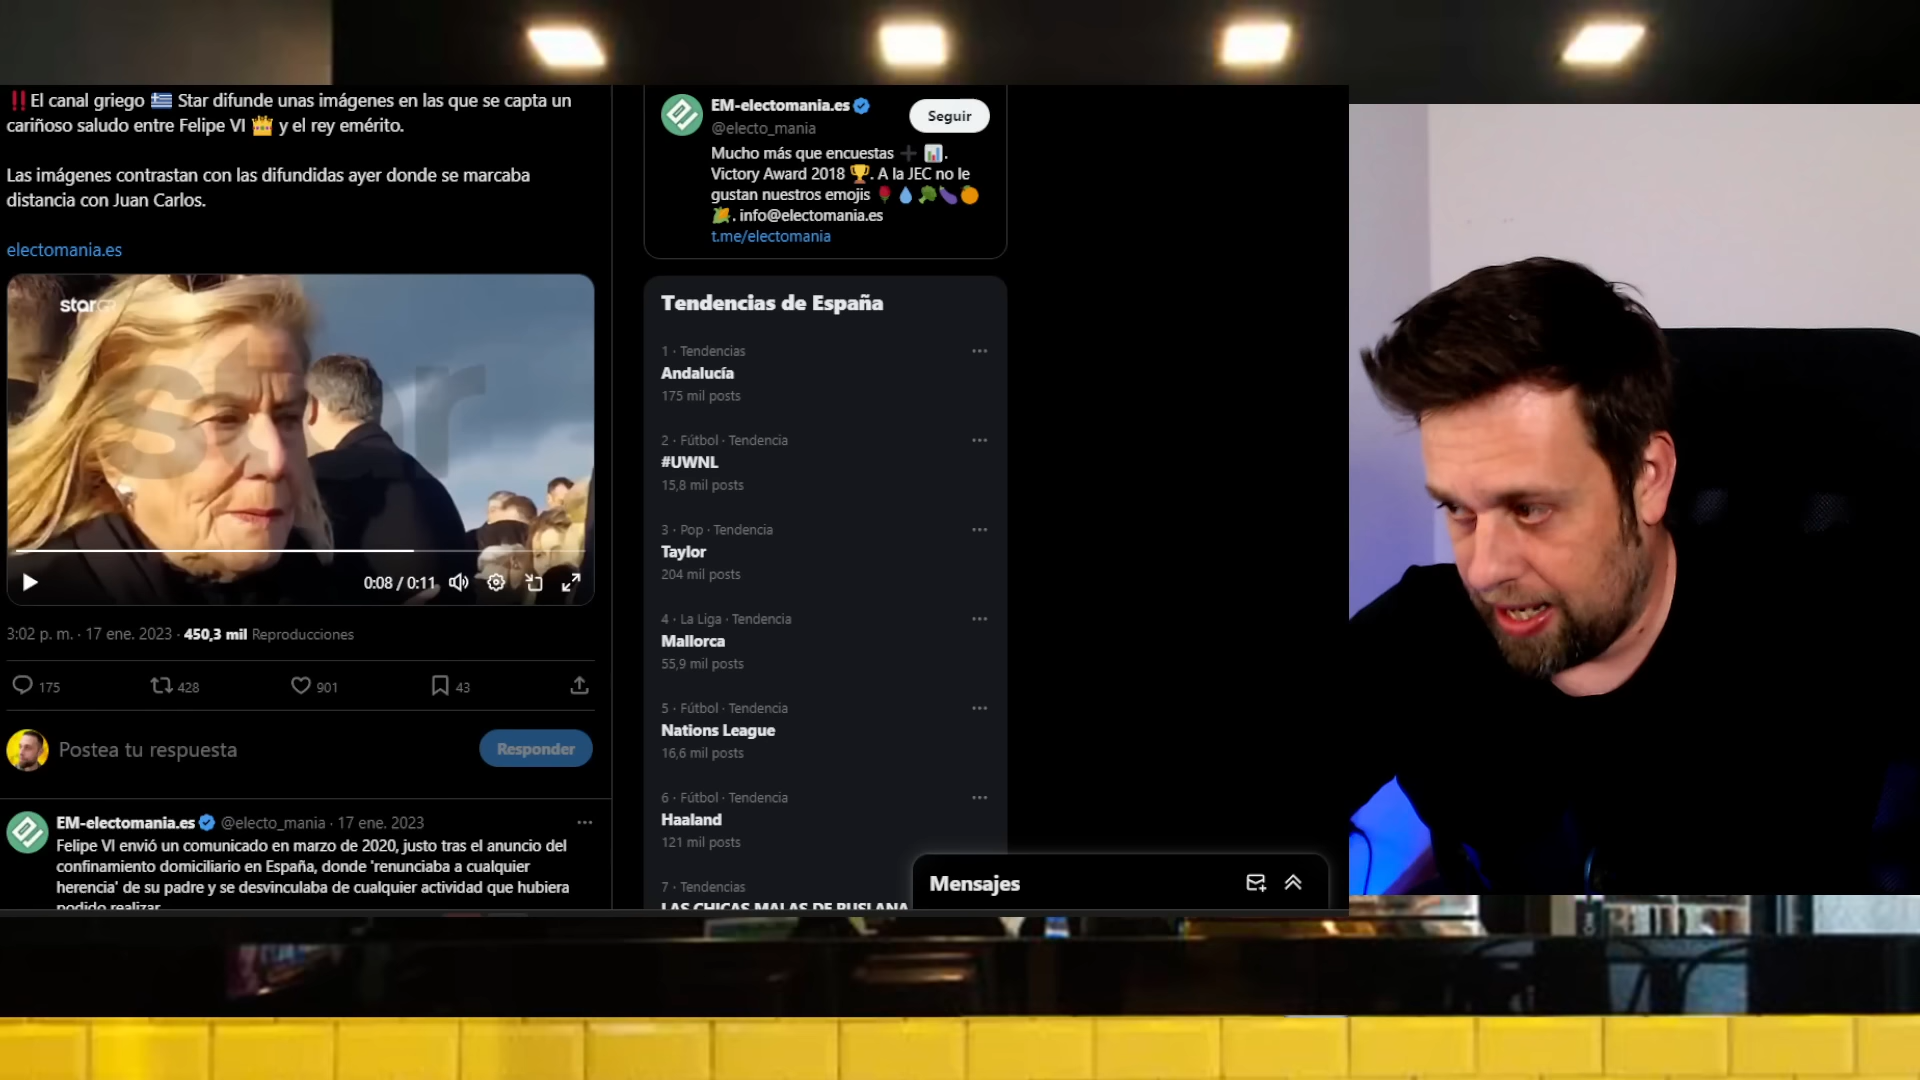 ‼️El canal griego 🇬🇷 Star difunde unas imágenes en las que se capta un
cariñoso saludo entre Felipe VI 👑 y el rey emérito.
Las imágenes contrastan con las difundidas ayer donde se marcaba
distancia con Juan Carlos.
electomania.es
star
star
0:08 / 0:11
3:02 p. m. · 17 ene. 2023 · 450,3 mil Reproducciones
175
428
901
43
Postea tu respuesta
Responder
EM-electomania.es @electo_mania · 17 ene. 2023
Felipe VI envió un comunicado en marzo de 2020, justo tras el anuncio del
confinamiento domiciliario en España, donde 'renunciaba a cualquier
herencia' de su padre y se desvinculaba de cualquier actividad que hubiera
podido realizar
EM-electomania.es
Seguir
@electo_mania
Mucho más que encuestas ➕ 📊.
Victory Award 2018 🏆. A la JEC no le
gustan nuestros emojis 🌹💧🥦🍆🍊
🌽. info@electomania.es
t.me/electomania
Tendencias de España
1 · Tendencias
Andalucía
175 mil posts
2 · Fútbol · Tendencia
#UWNL
15,8 mil posts
3 · Pop · Tendencia
Taylor
204 mil posts
4 · La Liga · Tendencia
Mallorca
55,9 mil posts
5 · Fútbol · Tendencia
Nations League
16,6 mil posts
6 · Fútbol · Tendencia
Haaland
121 mil posts
7 · Tendencias
LAS CHICAS MALAS DE RUSLANA
Mensajes